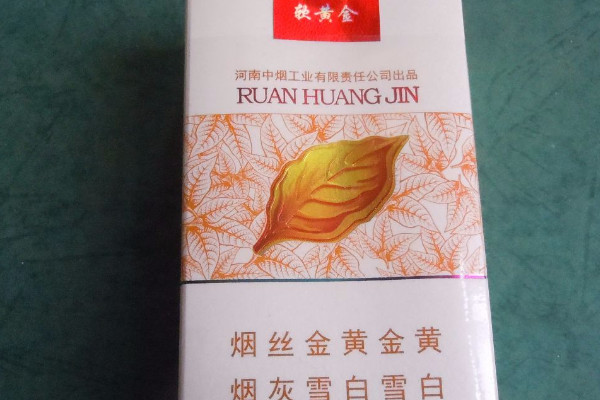 软黄金
河南中烟工业有限责任公司出品
RUAN HUANG JIN
烟丝金黄金黄
烟灰雪白雪白